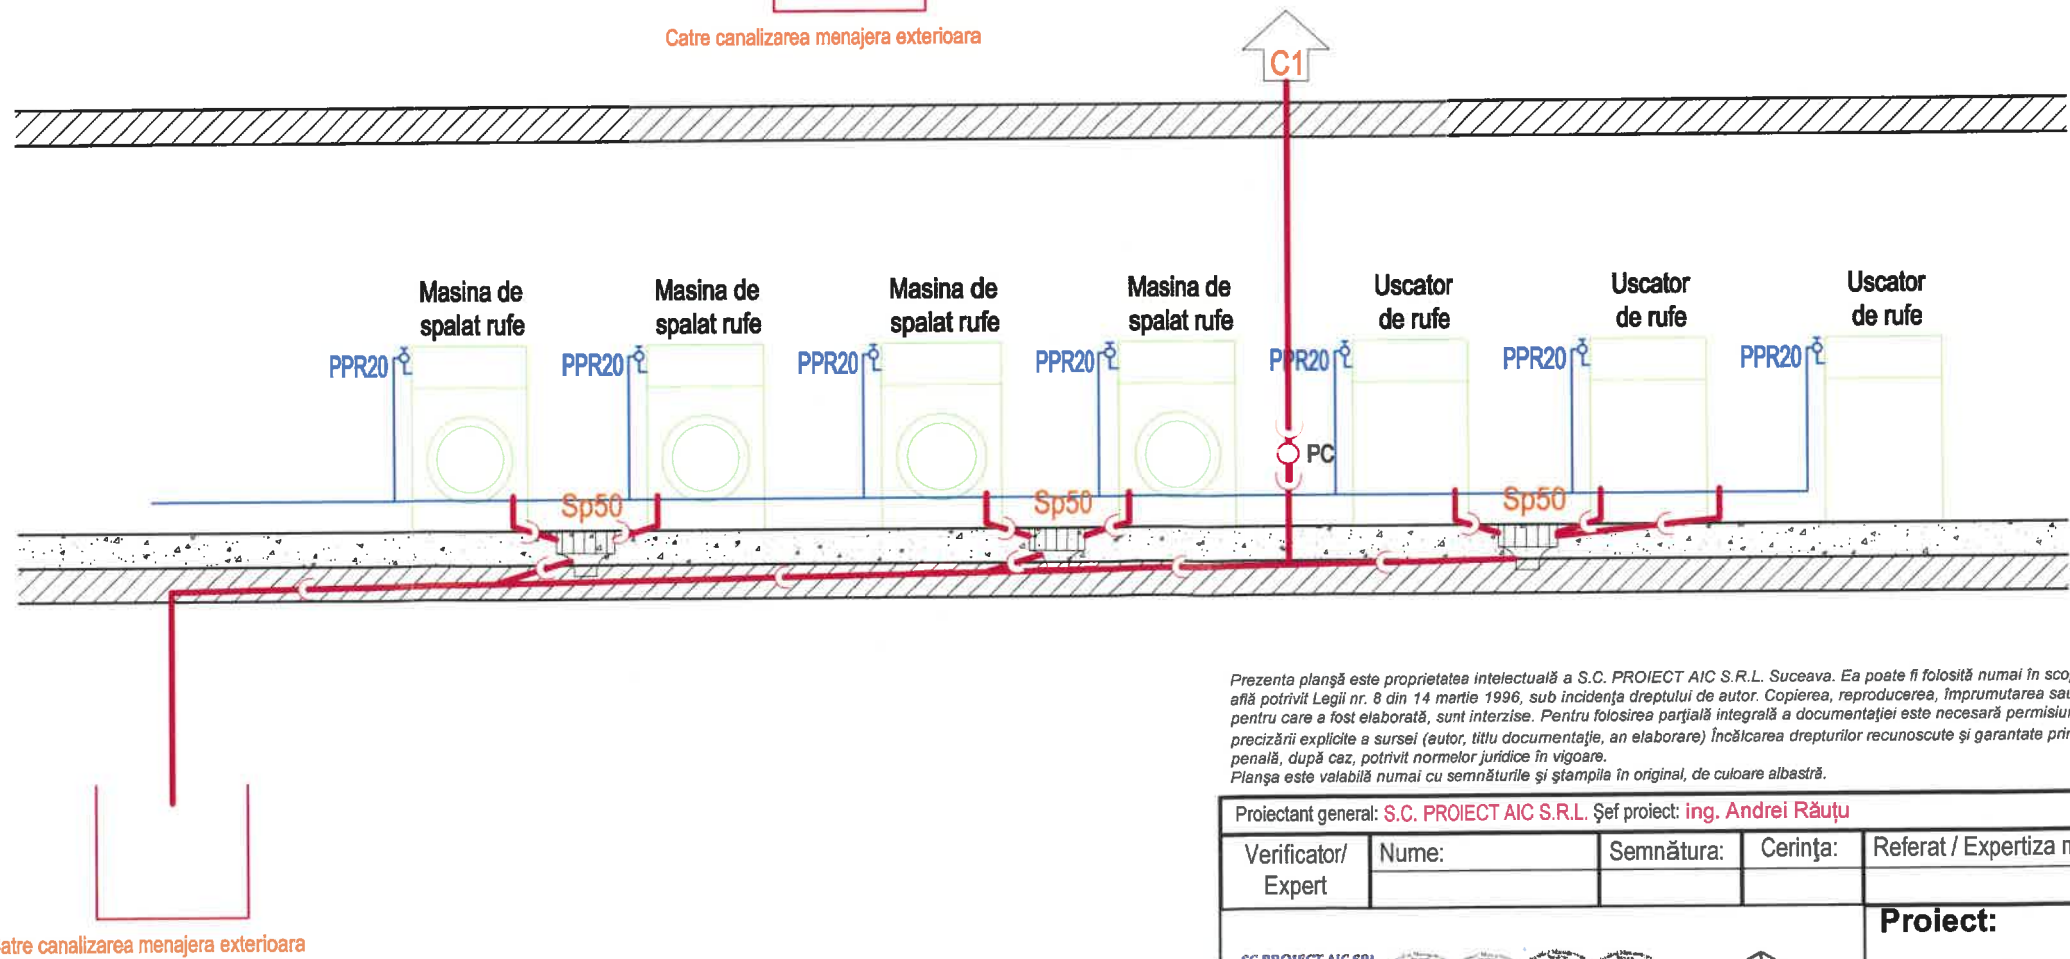 Catre canalizarea menajera exterioara
C1
Masina de
spalat rufe
Masina de
spalat rufe
Masina de
spalat rufe
Masina de
spalat rufe
Uscator
de rufe
Uscator
de rufe
Uscator
de rufe
PPR20
PPR20
PPR20
PPR20
PPR20
PPR20
PPR20
PC
Sp50
Sp50
Sp50
Prezenta planşă este proprietatea intelectuală a S.C. PROIECT AIC S.R.L. Suceava. Ea poate fi folosită numai în sco
află potrivit Legii nr. 8 din 14 martie 1996, sub incidenţa dreptului de autor. Copierea, reproducerea, împrumutarea sau
pentru care a fost elaborată, sunt interzise. Pentru folosirea parţială integrală a documentaţiei este necesară permisiu
precizării explicite a sursei (autor, titlu documentaţie, an elaborare) Încălcarea drepturilor recunoscute şi garantate prin
penală, după caz, potrivit normelor juridice în vigoare.
Planşa este valabilă numai cu semnăturile şi ştampila în original, de culoare albastră.
Proiectant general: S.C. PROIECT AIC S.R.L. Şef proiect: ing. Andrei Răuţu
Verificator/
Expert
Nume:
Semnătura:
Cerinţa:
Referat / Expertiza n
Proiect:
SC PROIECT AIC SRL
atre canalizarea menajera exterioara